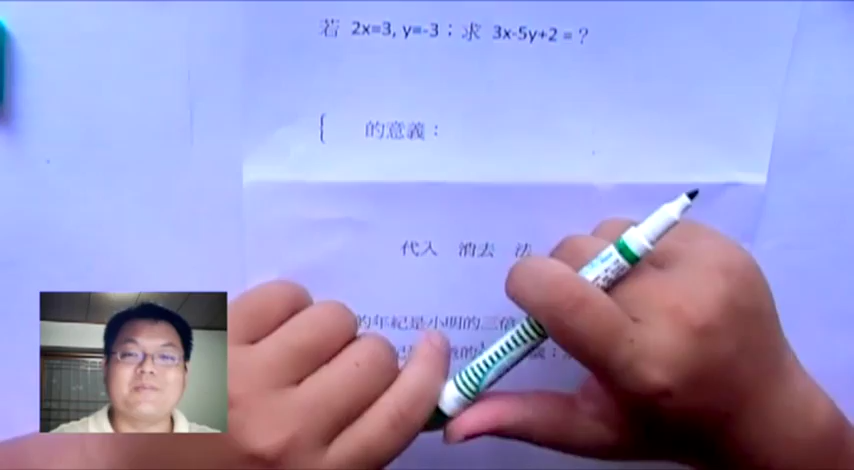 若 2x=3, y=-3；求 3x-5y+2 =？
{ 的意義：
代入 消去 法
的年紀是小明的三倍